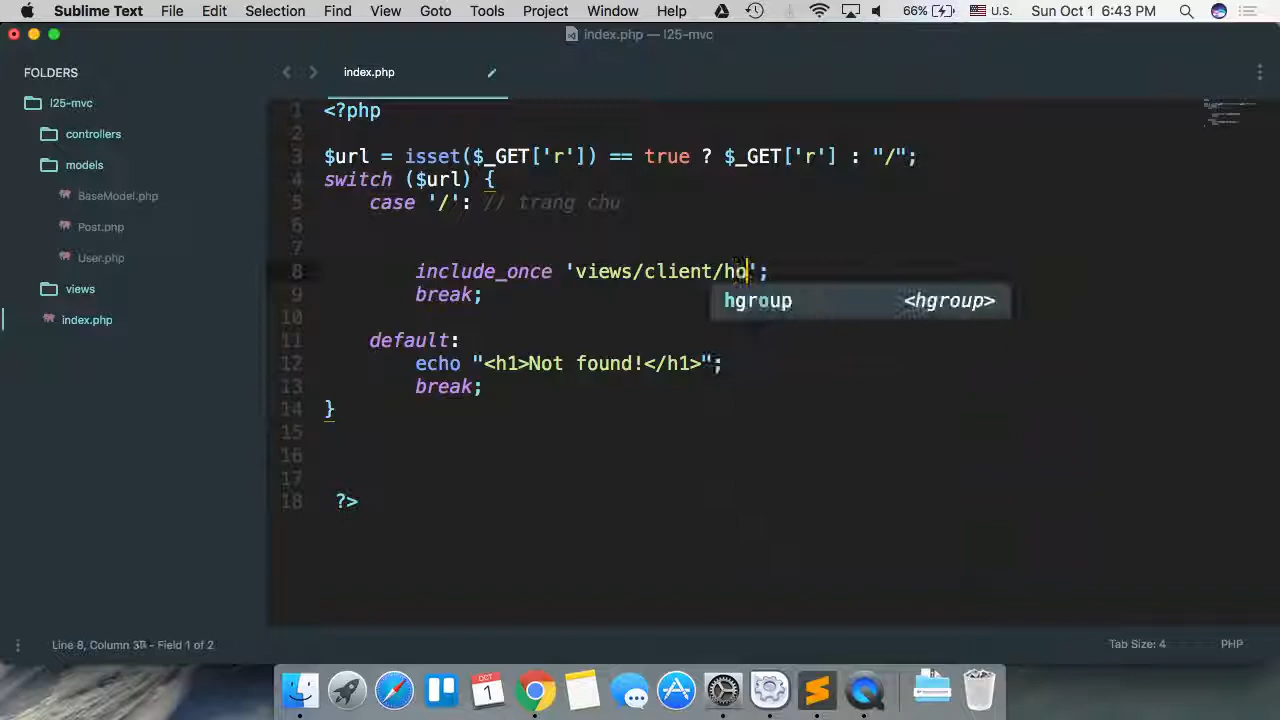 Sublime Text File Edit Selection Find View Goto Tools Project Window Help 66% U.S. Sun Oct 1 6:43 PM
index.php — l25-mvc
FOLDERS
l25-mvc
controllers
models
BaseModel.php
Post.php
User.php
views
index.php
index.php
1 <?php
2
3 $url = isset($_GET['r']) == true ? $_GET['r'] : "/";
4 switch ($url) {
5 case '/': // trang chu
6
7
8 include_once 'views/client/ho';
hgroup <hgroup>
9 break;
10
11 default:
12 echo "<h1>Not found!</h1>";
13 break;
14 }
15
16
17
18 ?>
Line 8, Column - Field 1 of 2
Tab Size: 4 PHP
OCT
1